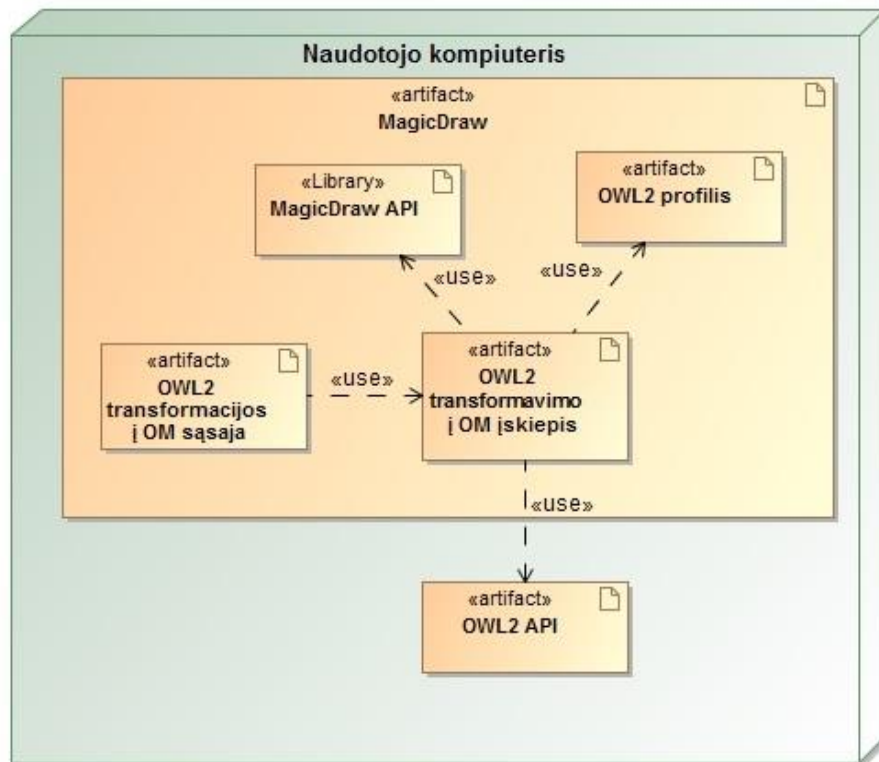 Naudotojo kompiuteris
«artifact»
MagicDraw
«Library»
MagicDraw API
«artifact»
OWL2 profilis
«use»
«use»
«artifact»
OWL2
transformacijos
į OM sąsaja
«use»
«artifact»
OWL2
transformavimo
į OM įskiepis
«use»
«artifact»
OWL2 API